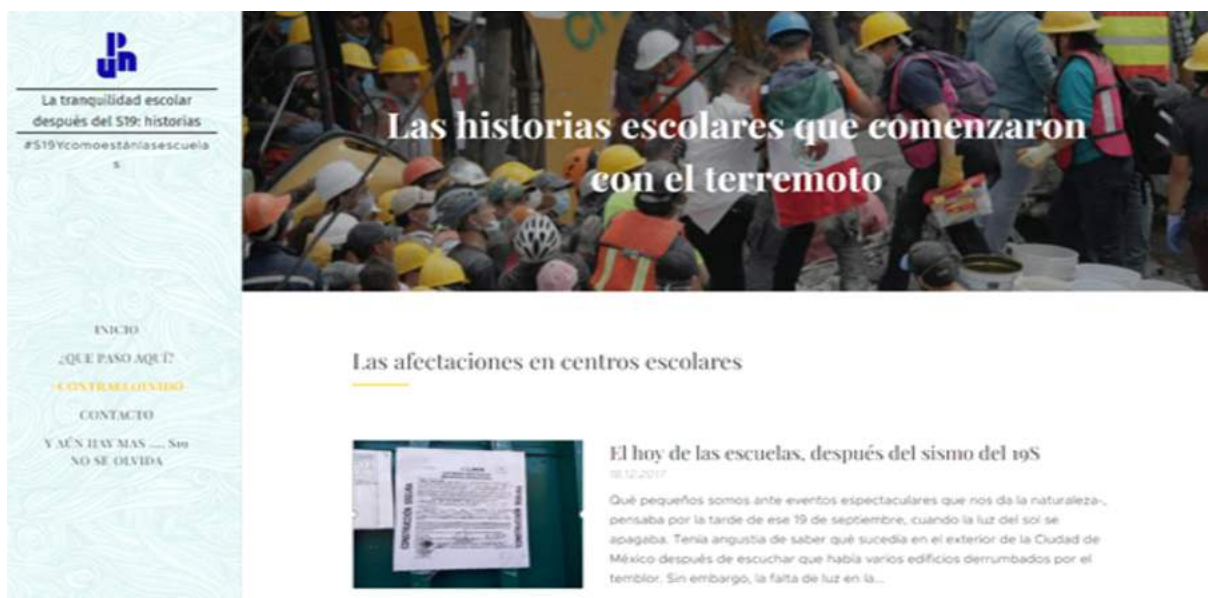 La tranquilidad escolar
después del S19: historias
#S19Ycomoestánlasescuela
s
INICIO
¿QUE PASO AQUÍ?
CONTRAELOLVIDO
CONTACTO
Y AÚN HAY MAS ..... S19
NO SE OLVIDA
Las historias escolares que comenzaron
con el terremoto
Las afectaciones en centros escolares
El hoy de las escuelas, después del sismo del 19S
18.12.2017
Qué pequeños somos ante eventos espectaculares que nos da la naturaleza-,
pensaba por la tarde de ese 19 de septiembre, cuando la luz del sol se
apagaba. Tenía angustia de saber qué sucedía en el exterior de la Ciudad de
México después de escuchar que había varios edificios derrumbados por el
temblor. Sin embargo, la falta de luz en la...